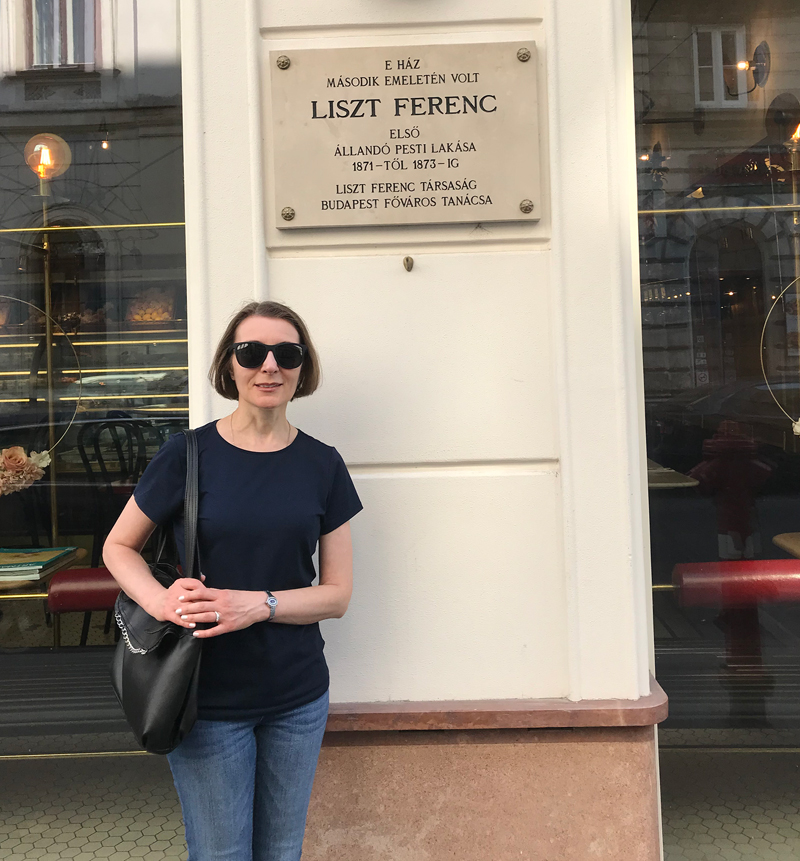 E HÁZ
MÁSODIK EMELETÉN VOLT
LISZT FERENC
ELSŐ
ÁLLANDÓ PESTI LAKÁSA
1871–TŐL 1873–IG
LISZT FERENC TÁRSASÁG
BUDAPEST FŐVÁROS TANÁCSA